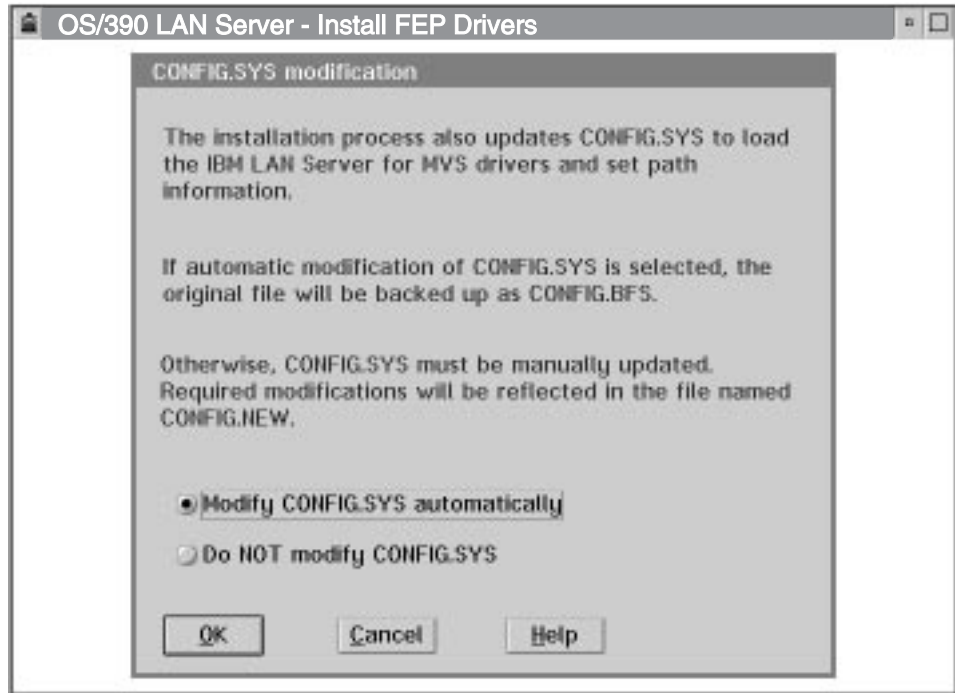 OS/390 LAN Server - Install FEP Drivers
CONFIG.SYS modification
The installation process also updates CONFIG.SYS to load
the IBM LAN Server for MVS drivers and set path
information.
If automatic modification of CONFIG.SYS is selected, the
original file will be backed up as CONFIG.BFS.
Otherwise, CONFIG.SYS must be manually updated.
Required modifications will be reflected in the file named
CONFIG.NEW.
Modify CONFIG.SYS automatically
Do NOT modify CONFIG.SYS
OK Cancel Help